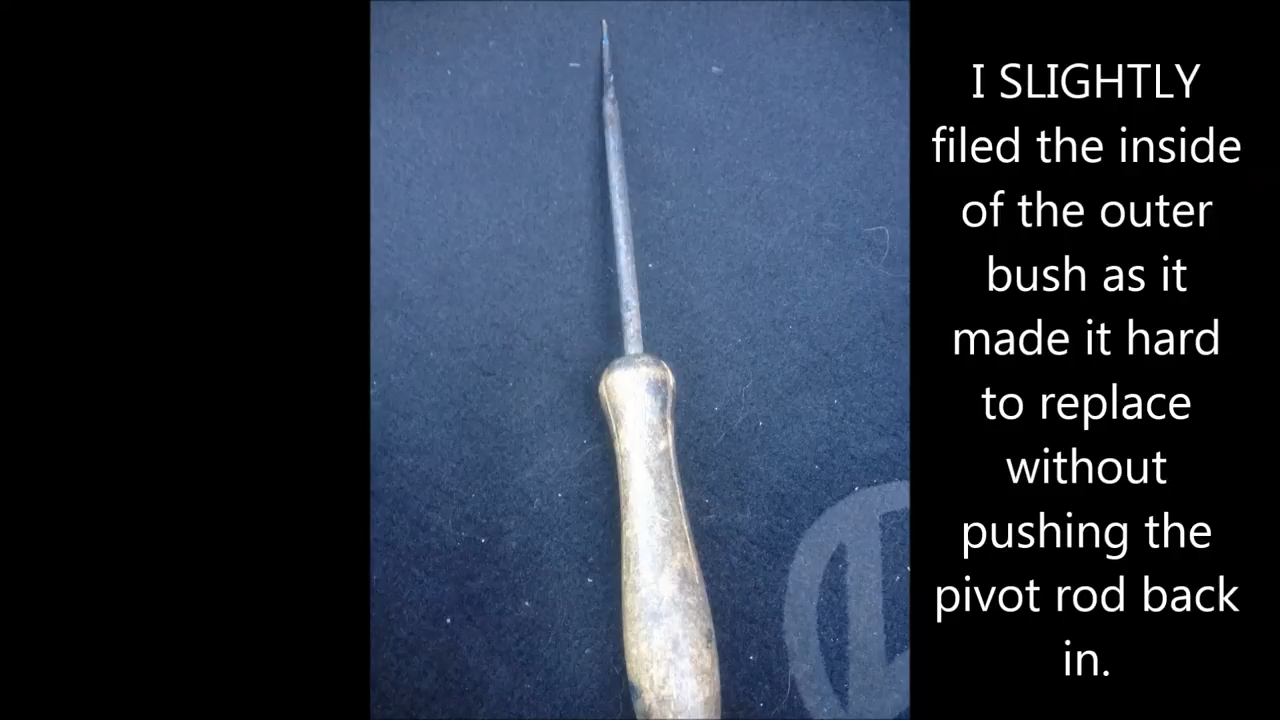 I SLIGHTLY
filed the inside
of the outer
bush as it
made it hard
to replace
without
pushing the
pivot rod back
in.